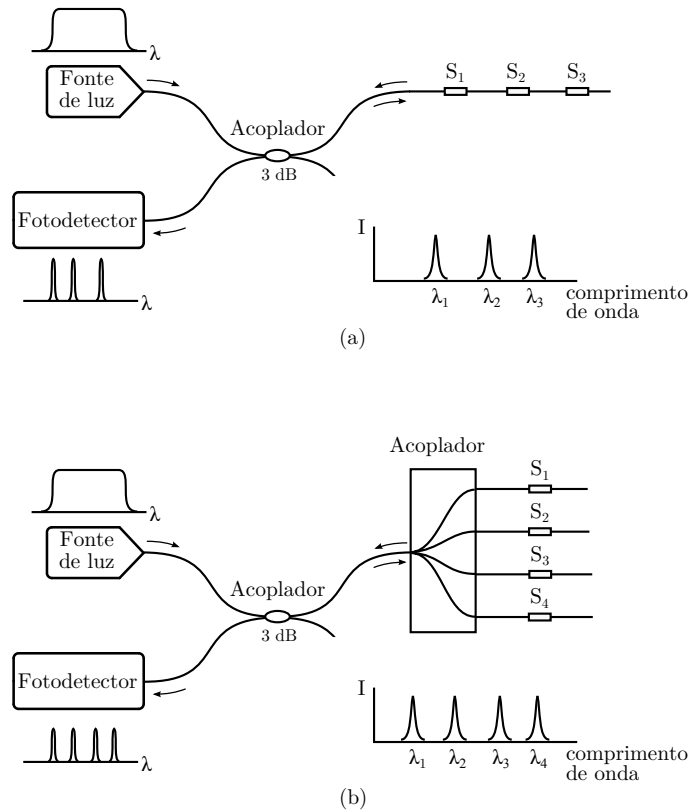 λ
Fonte
de luz
S₁ S₂ S₃
Acoplador
3 dB
Fotodetector
λ
I
λ₁ λ₂ λ₃
comprimento
de onda
(a)
Acoplador
λ
Fonte
de luz
S₁
S₂
S₃
S₄
Acoplador
3 dB
Fotodetector
λ
I
λ₁ λ₂ λ₃ λ₄
comprimento
de onda
(b)